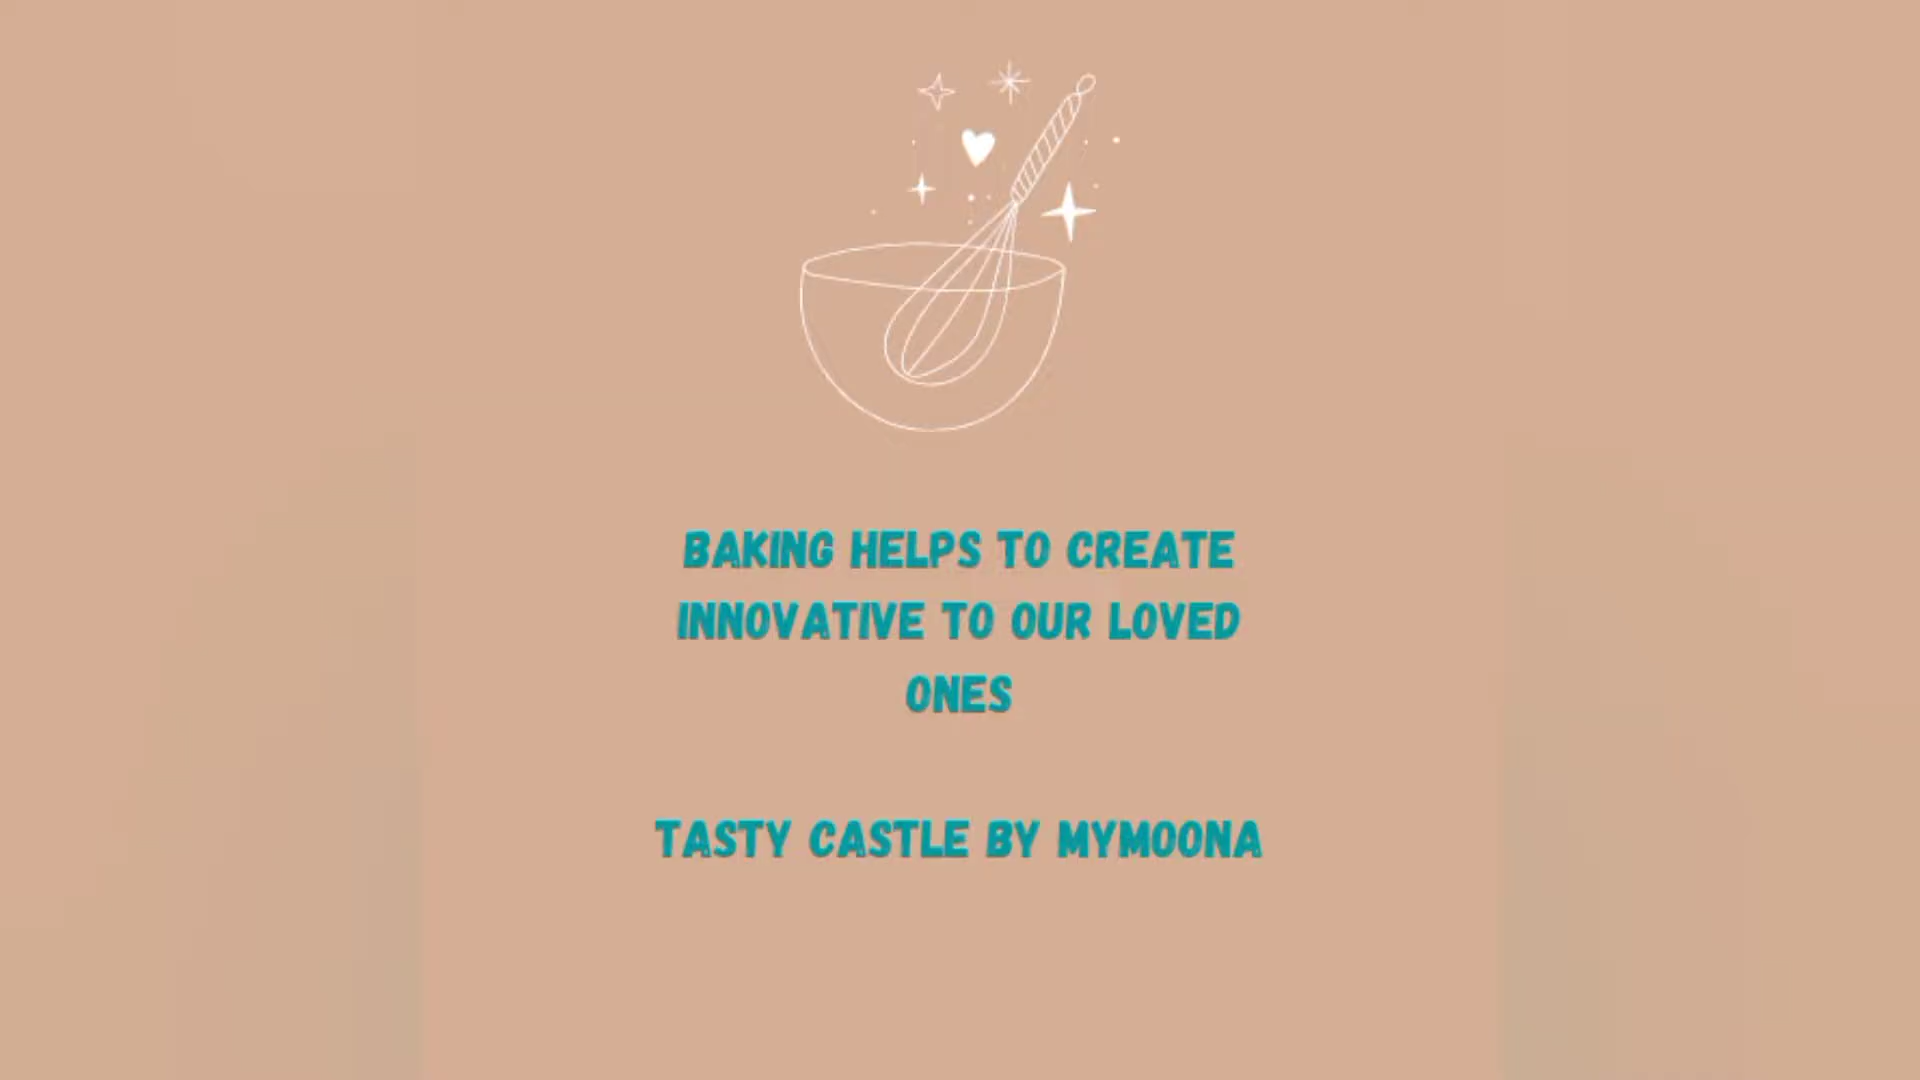 BAKING HELPS TO CREATE
INNOVATIVE TO OUR LOVED
ONES
TASTY CASTLE BY MYMOONA